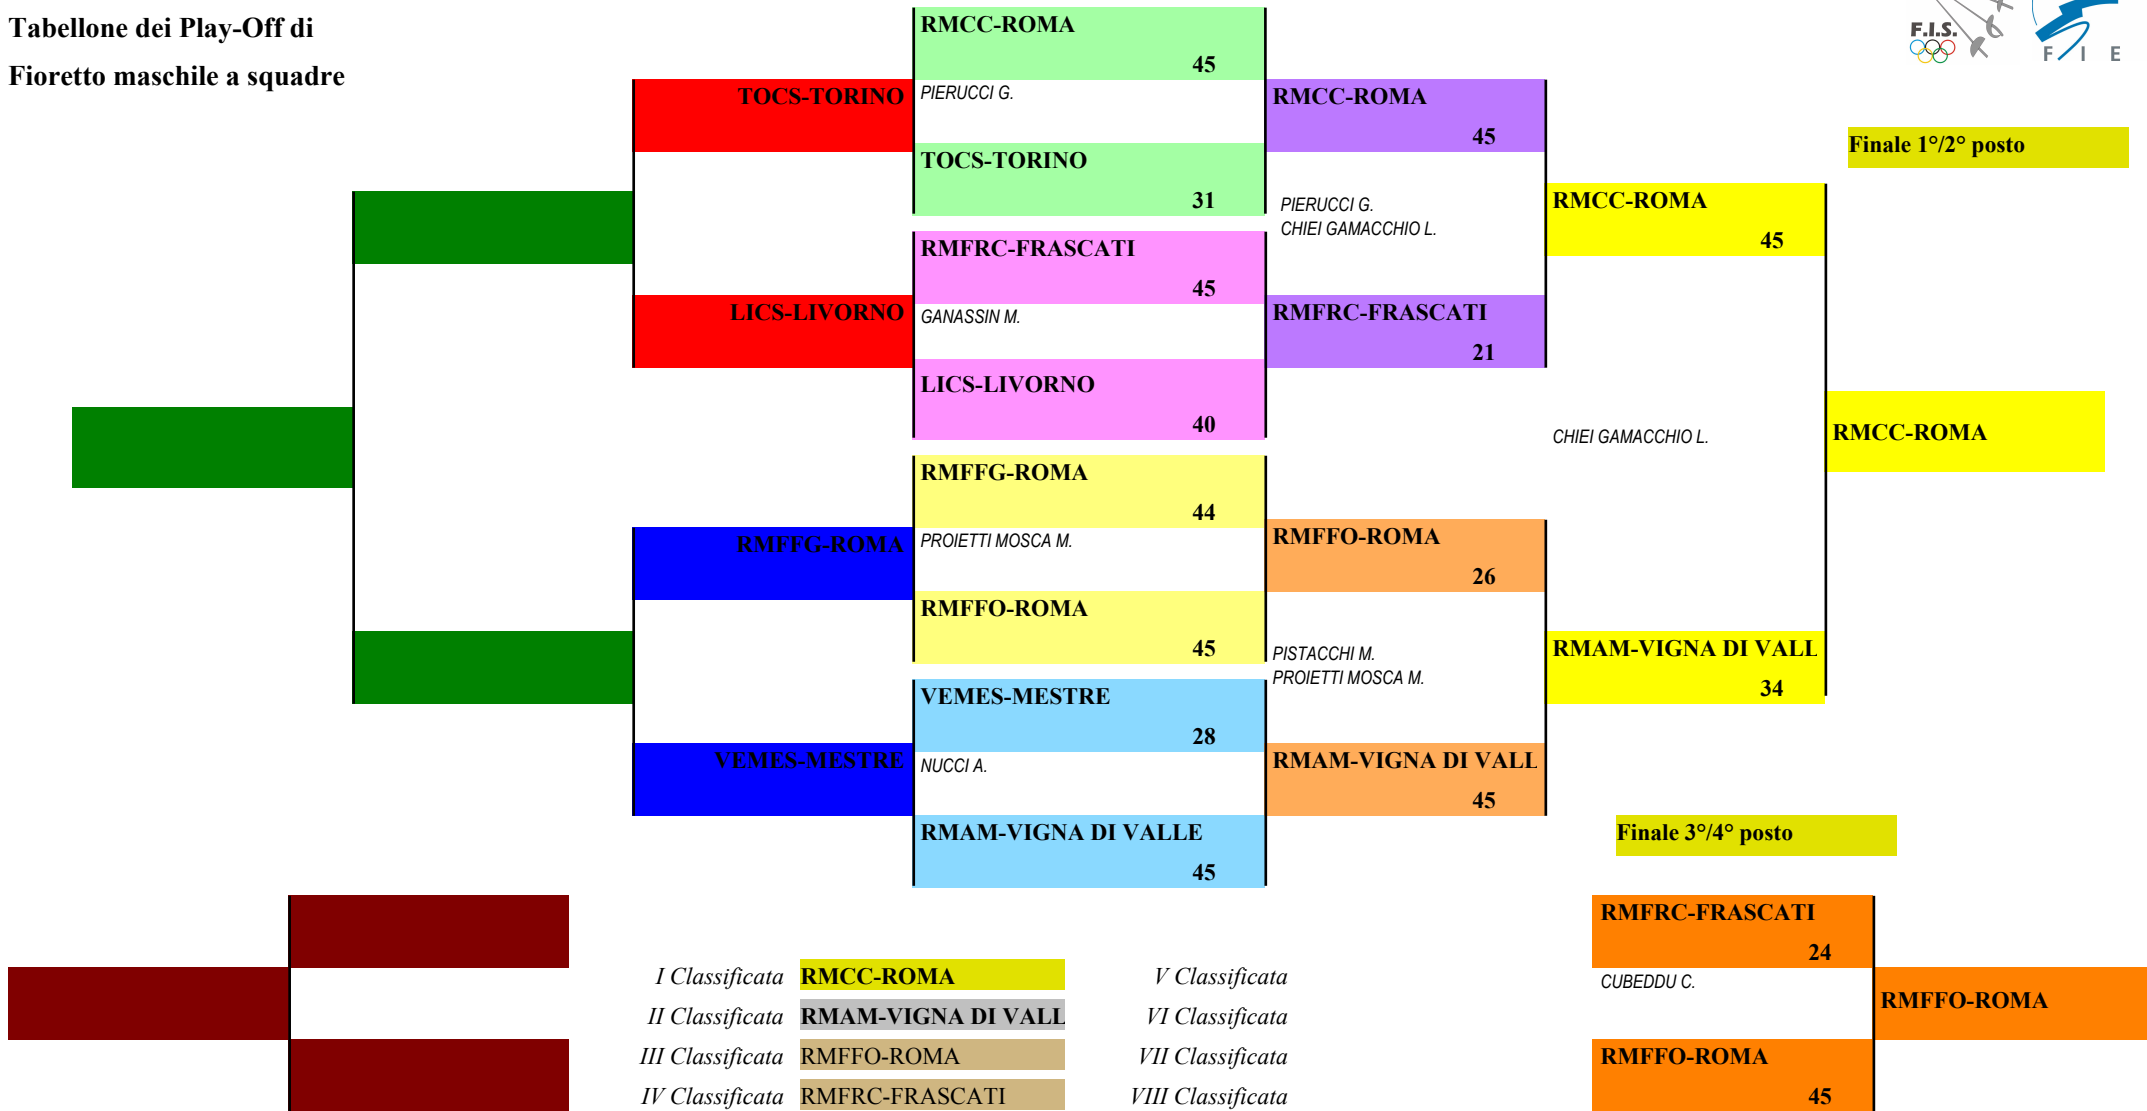 Tabellone dei Play-Off di
Fioretto maschile a squadre
F.I.S.
F I E
TOCS-TORINO
LICS-LIVORNO
RMFFG-ROMA
VEMES-MESTRE
RMCC-ROMA
45
PIERUCCI G.
TOCS-TORINO
31
RMFRC-FRASCATI
45
GANASSIN M.
LICS-LIVORNO
40
RMFFG-ROMA
44
PROIETTI MOSCA M.
RMFFO-ROMA
45
VEMES-MESTRE
28
NUCCI A.
RMAM-VIGNA DI VALLE
45
RMCC-ROMA
45
PIERUCCI G.
CHIEI GAMACCHIO L.
RMFRC-FRASCATI
21
RMFFO-ROMA
26
PISTACCHI M.
PROIETTI MOSCA M.
RMAM-VIGNA DI VALL
45
Finale 1°/2° posto
RMCC-ROMA
45
CHIEI GAMACCHIO L.
RMAM-VIGNA DI VALL
34
RMCC-ROMA
Finale 3°/4° posto
RMFRC-FRASCATI
24
CUBEDDU C.
RMFFO-ROMA
45
RMFFO-ROMA
I Classificata RMCC-ROMA
II Classificata RMAM-VIGNA DI VALL
III Classificata RMFFO-ROMA
IV Classificata RMFRC-FRASCATI
V Classificata
VI Classificata
VII Classificata
VIII Classificata